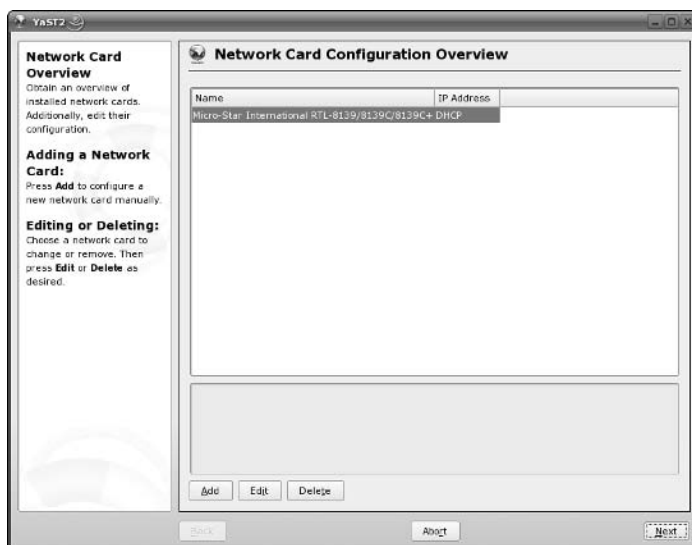 YaST2
Network Card
Overview
Obtain an overview of
installed network cards.
Additionally, edit their
configuration.
Adding a Network
Card:
Press Add to configure a
new network card manually.
Editing or Deleting:
Choose a network card to
change or remove. Then
press Edit or Delete as
desired.
Network Card Configuration Overview
Name IP Address
Micro-Star International RTL-8139/8139C/8139C+ DHCP
Add Edit Delete
Back Abort Next